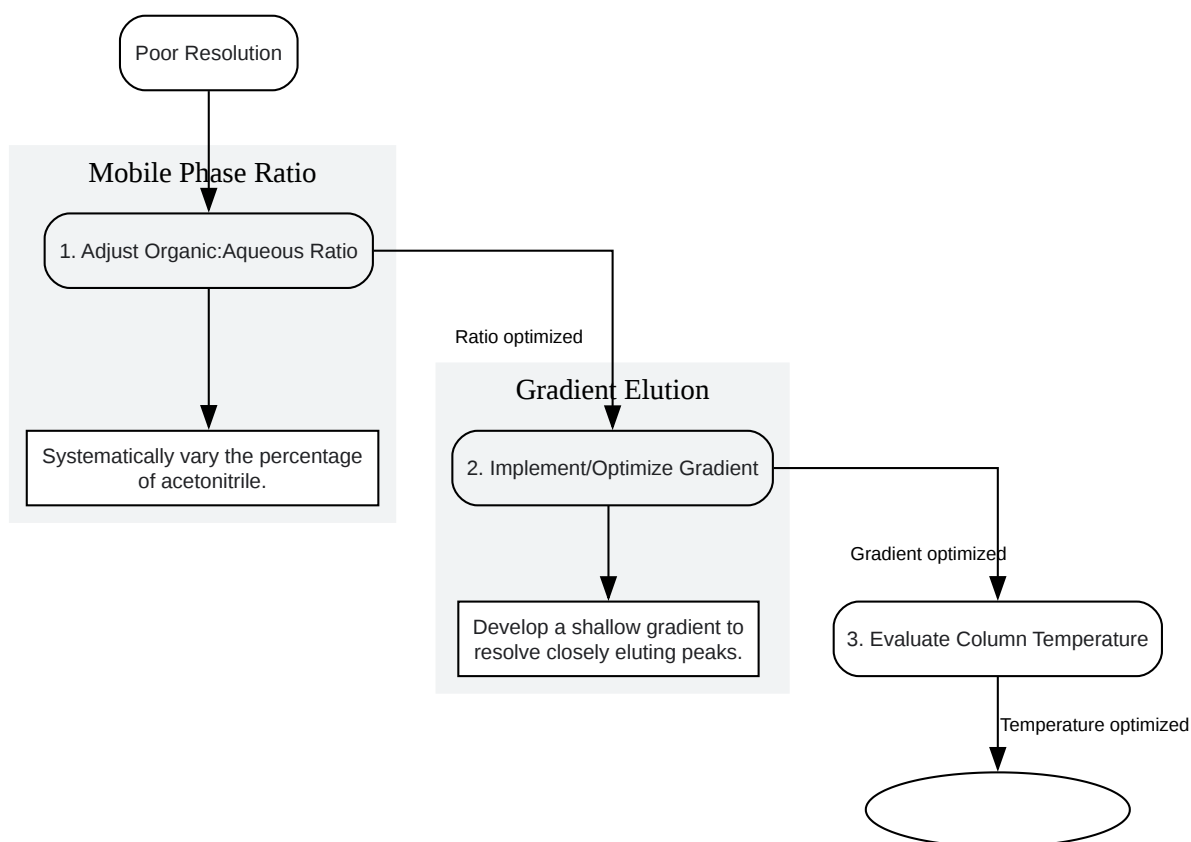 Poor Resolution
Mobile Phase Ratio
1. Adjust Organic:Aqueous Ratio
Ratio optimized
Systematically vary the percentage
of acetonitrile.
Gradient Elution
2. Implement/Optimize Gradient
Gradient optimized
Develop a shallow gradient to
resolve closely eluting peaks.
3. Evaluate Column Temperature
Temperature optimized